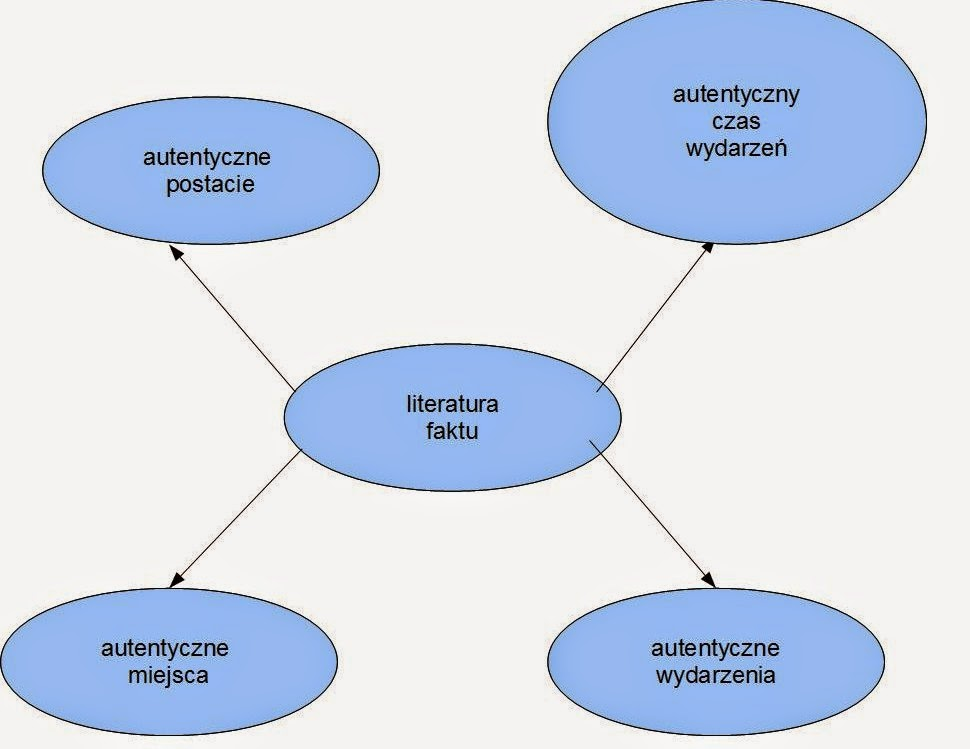 autentyczne
postacie
autentyczny
czas
wydarzeń
literatura
faktu
autentyczne
miejsca
autentyczne
wydarzenia